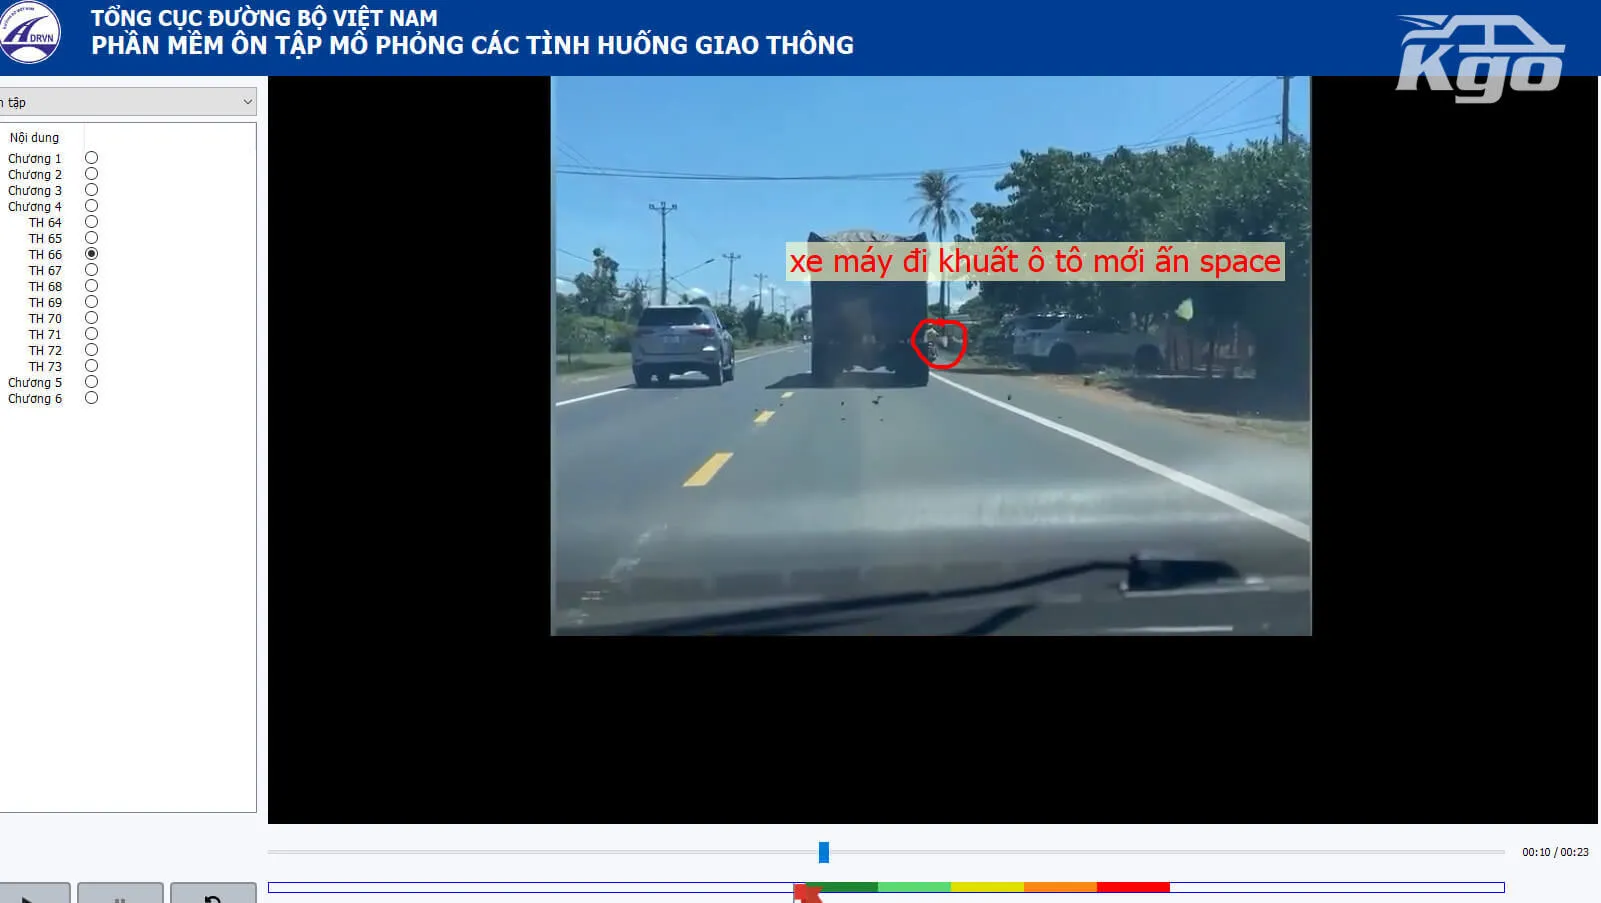 TỔNG CỤC ĐƯỜNG BỘ VIỆT NAM
PHẦN MỀM ÔN TẬP MÔ PHỎNG CÁC TÌNH HUỐNG GIAO THÔNG
ADRVN
Kgo
tập
Nội dung
Chương 1
Chương 2
Chương 3
Chương 4
TH 64
TH 65
TH 66
TH 67
TH 68
TH 69
TH 70
TH 71
TH 72
TH 73
Chương 5
Chương 6
xe máy đi khuất ô tô mới ấn space
00:10 / 00:23